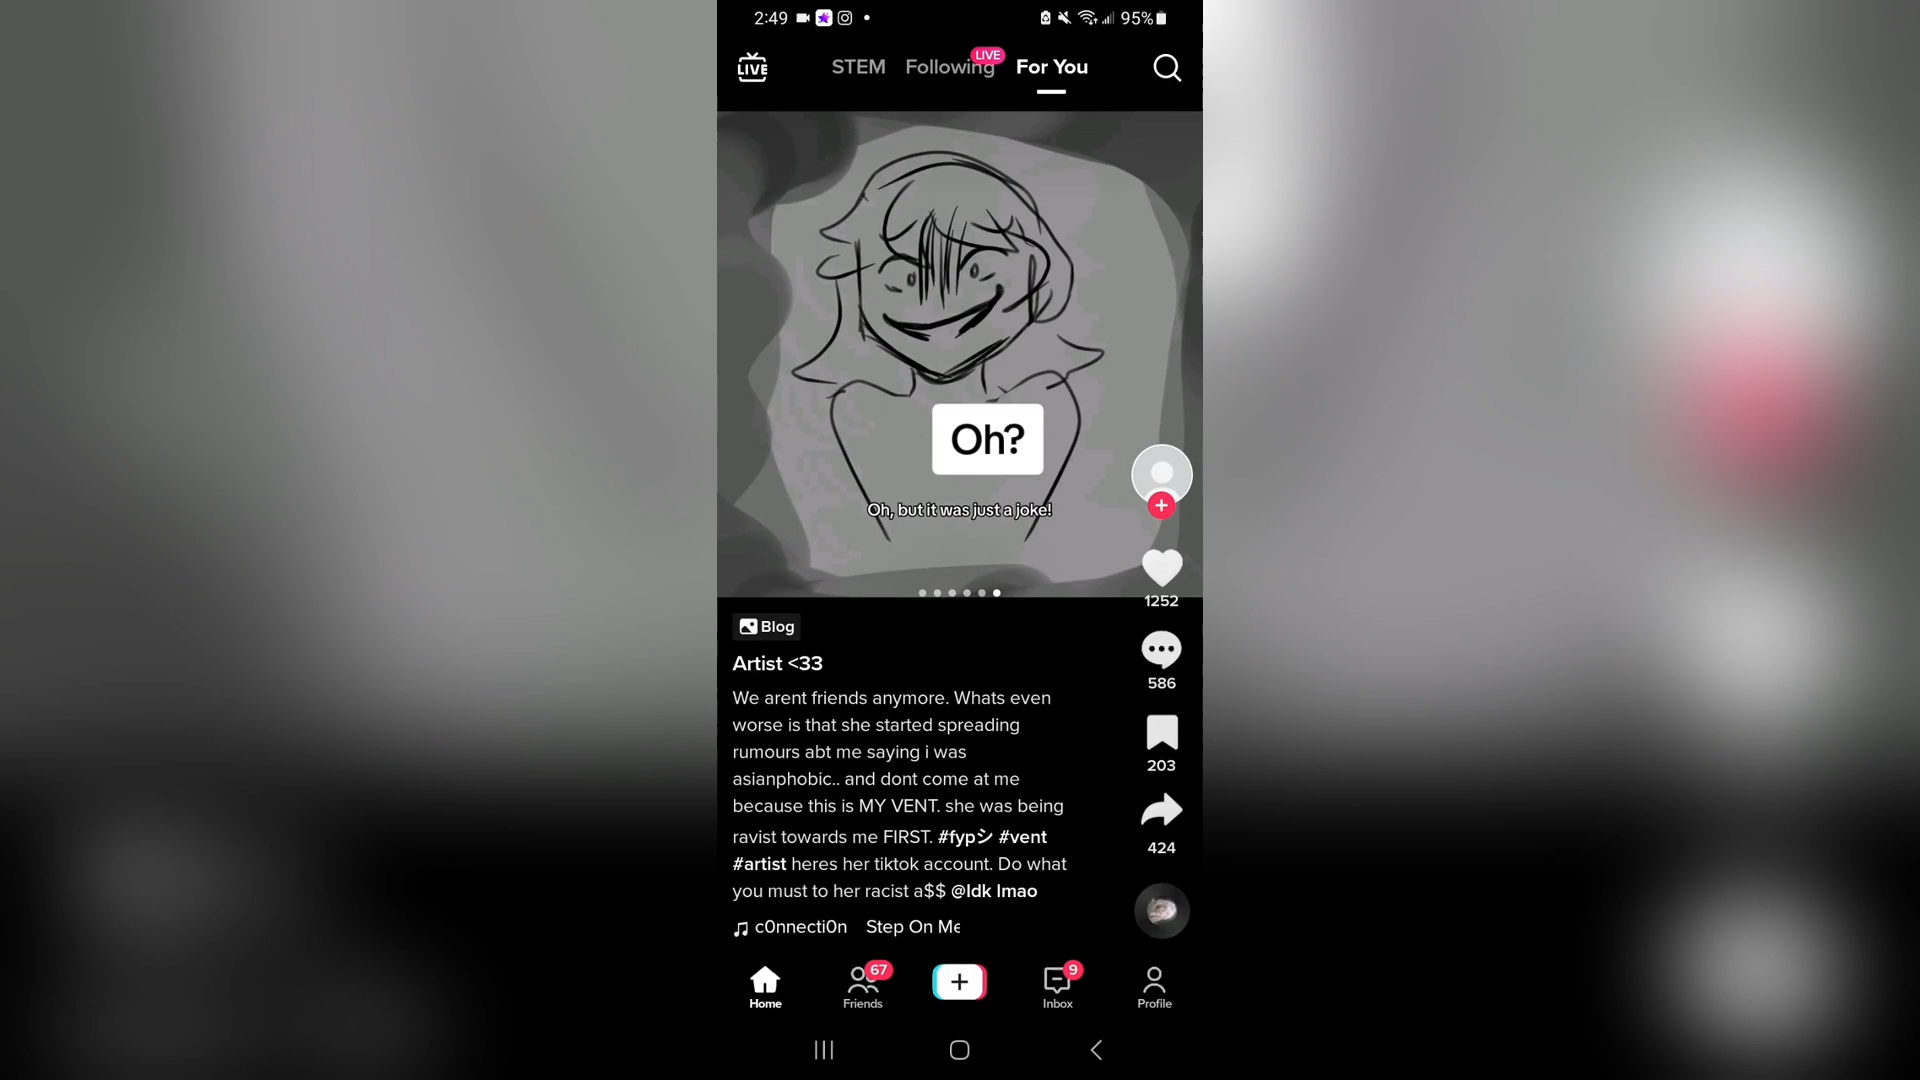 2:49
95%
LIVE
STEM
Following
LIVE
For You
Oh?
Oh, but it was just a joke!
1252
586
203
424
Blog
Artist <33
We arent friends anymore. Whats even
worse is that she started spreading
rumours abt me saying i was
asianphobic.. and dont come at me
because this is MY VENT. she was being
ravist towards me FIRST. #fypシ #vent
#artist heres her tiktok account. Do what
you must to her racist a$$ @Idk lmao
c0nnecti0n Step On Me
67
9
Home
Friends
Inbox
Profile